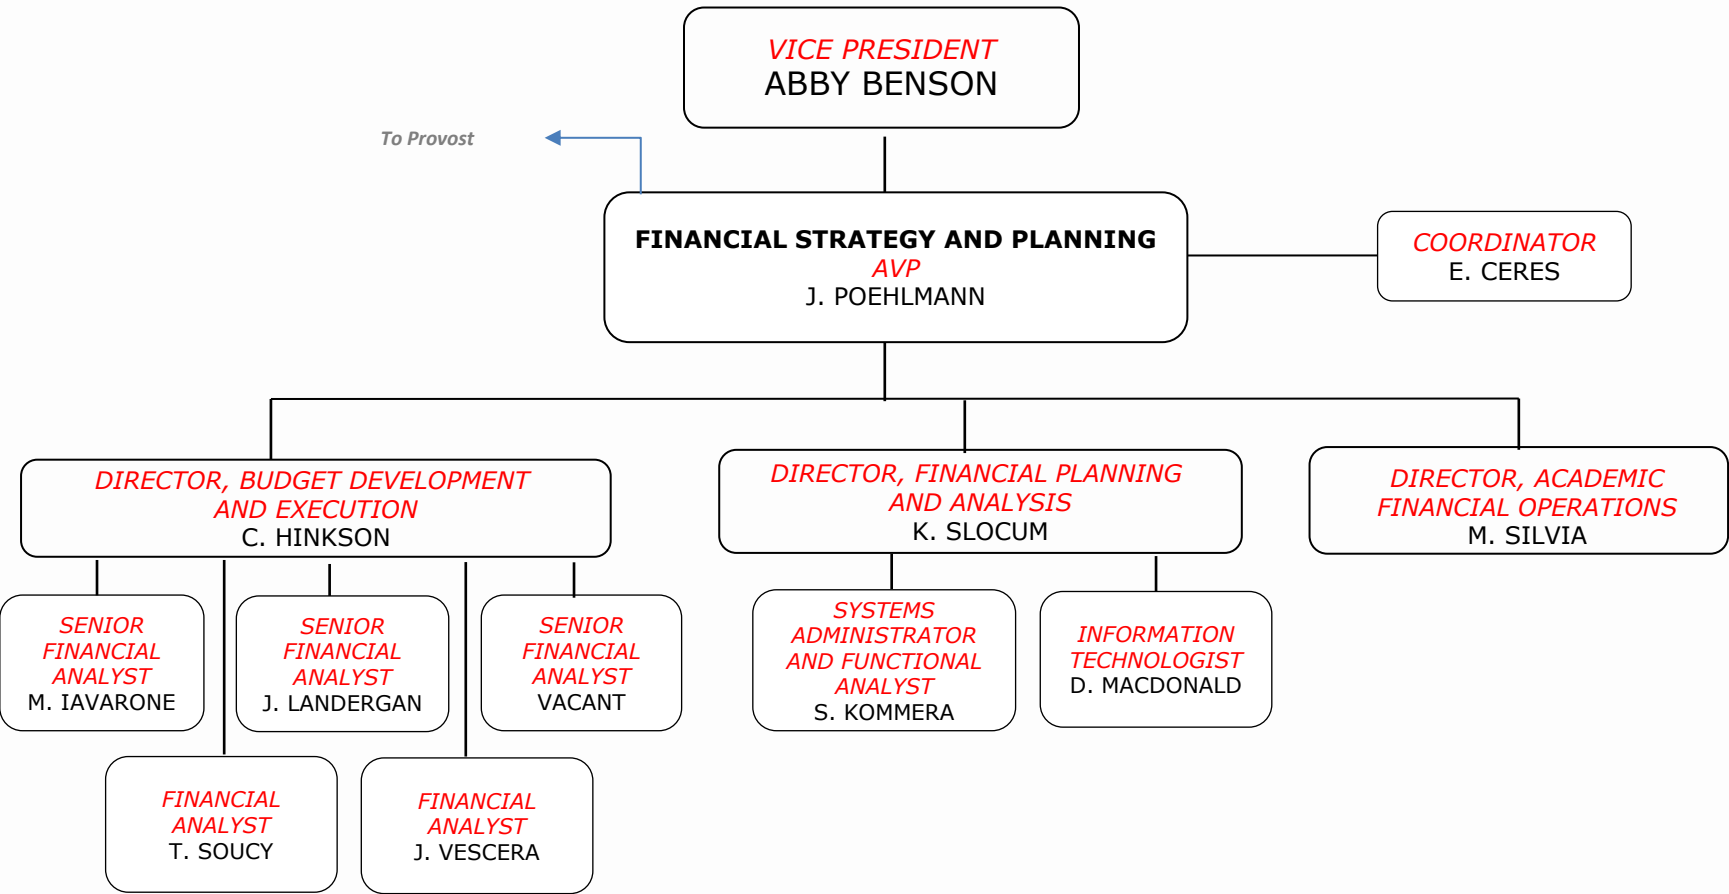 VICE PRESIDENT
ABBY BENSON
To Provost
FINANCIAL STRATEGY AND PLANNING
AVP
J. POEHLMANN
COORDINATOR
E. CERES
DIRECTOR, BUDGET DEVELOPMENT
AND EXECUTION
C. HINKSON
DIRECTOR, FINANCIAL PLANNING
AND ANALYSIS
K. SLOCUM
DIRECTOR, ACADEMIC
FINANCIAL OPERATIONS
M. SILVIA
SENIOR
FINANCIAL
ANALYST
M. IAVARONE
SENIOR
FINANCIAL
ANALYST
J. LANDERGAN
SENIOR
FINANCIAL
ANALYST
VACANT
SYSTEMS
ADMINISTRATOR
AND FUNCTIONAL
ANALYST
S. KOMMERA
INFORMATION
TECHNOLOGIST
D. MACDONALD
FINANCIAL
ANALYST
T. SOUCY
FINANCIAL
ANALYST
J. VESCERA